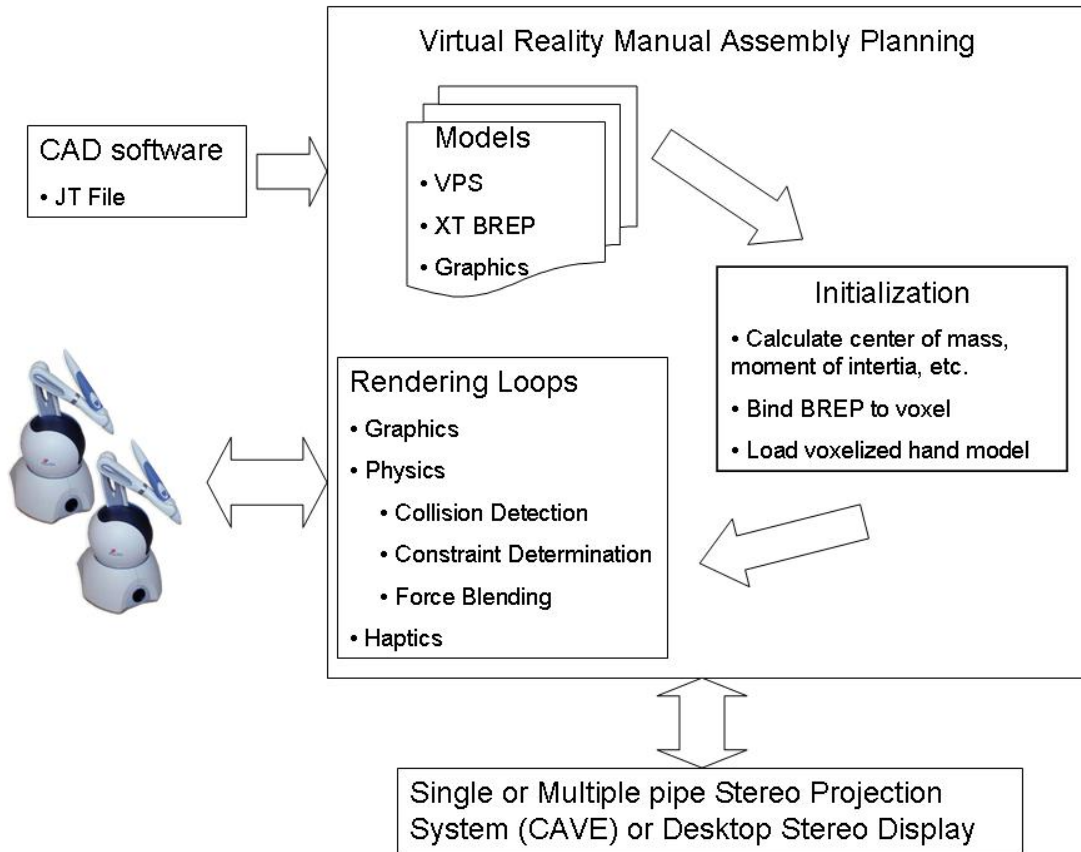 Virtual Reality Manual Assembly Planning
CAD software
• JT File
Models
• VPS
• XT BREP
• Graphics
Initialization
• Calculate center of mass,
moment of intertia, etc.
• Bind BREP to voxel
• Load voxelized hand model
Rendering Loops
• Graphics
• Physics
• Collision Detection
• Constraint Determination
• Force Blending
• Haptics
Single or Multiple pipe Stereo Projection
System (CAVE) or Desktop Stereo Display